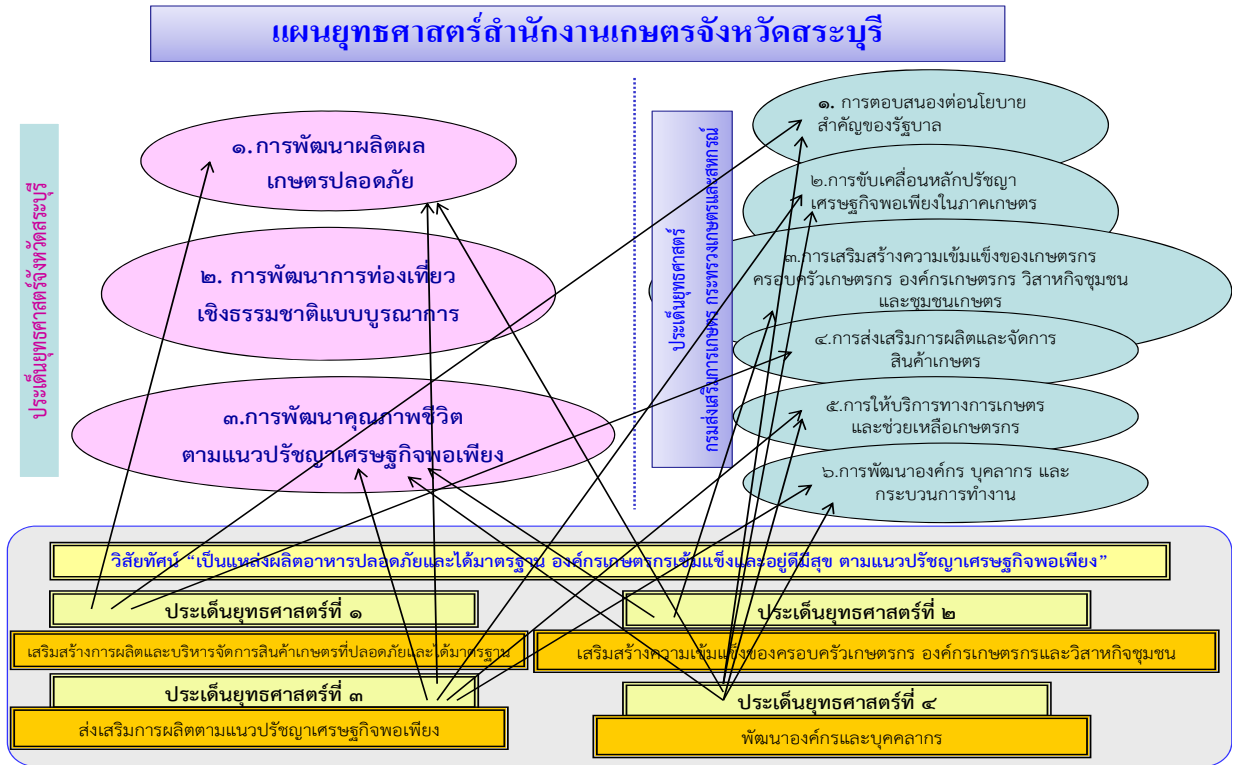 แผนยุทธศาสตร์สำนักงานเกษตรจังหวัดสระบุรี
ประเด็นยุทธศาสตร์จังหวัดสระบุรี
๑.การพัฒนาผลิตผล
เกษตรปลอดภัย
๒. การพัฒนาการท่องเที่ยว
เชิงธรรมชาติแบบบูรณาการ
๓.การพัฒนาคุณภาพชีวิต
ตามแนวปรัชญาเศรษฐกิจพอเพียง
ประเด็นยุทธศาสตร์
กรมส่งเสริมการเกษตร กระทรวงเกษตรและสหกรณ์
๑. การตอบสนองต่อนโยบาย
สำคัญของรัฐบาล
๒.การขับเคลื่อนหลักปรัชญา
เศรษฐกิจพอเพียงในภาคเกษตร
๓.การเสริมสร้างความเข้มแข็งของเกษตรกร
ครอบครัวเกษตรกร องค์กรเกษตรกร วิสาหกิจชุมชน
และชุมชนเกษตร
๔.การส่งเสริมการผลิตและจัดการ
สินค้าเกษตร
๕.การให้บริการทางการเกษตร
และช่วยเหลือเกษตรกร
๖.การพัฒนาองค์กร บุคลากร และ
กระบวนการทำงาน
วิสัยทัศน์ “เป็นแหล่งผลิตอาหารปลอดภัยและได้มาตรฐาน องค์กรเกษตรกรเข้มแข็งและอยู่ดีมีสุข ตามแนวปรัชญาเศรษฐกิจพอเพียง”
ประเด็นยุทธศาสตร์ที่ ๑
เสริมสร้างการผลิตและบริหารจัดการสินค้าเกษตรที่ปลอดภัยและได้มาตรฐาน
ประเด็นยุทธศาสตร์ที่ ๒
เสริมสร้างความเข้มแข็งของครอบครัวเกษตรกร องค์กรเกษตรกรและวิสาหกิจชุมชน
ประเด็นยุทธศาสตร์ที่ ๓
ส่งเสริมการผลิตตามแนวปรัชญาเศรษฐกิจพอเพียง
ประเด็นยุทธศาสตร์ที่ ๔
พัฒนาองค์กรและบุคคลากร